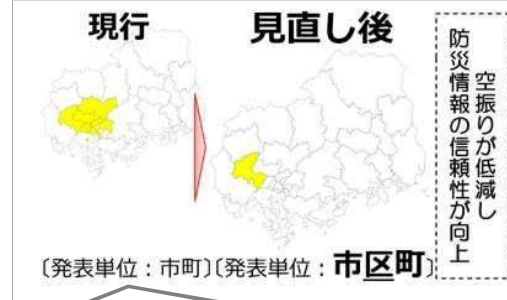 現行
見直し後
空振りが低減し
防災情報の信頼性が向上
〔発表単位：市町〕
〔発表単位：市区町〕